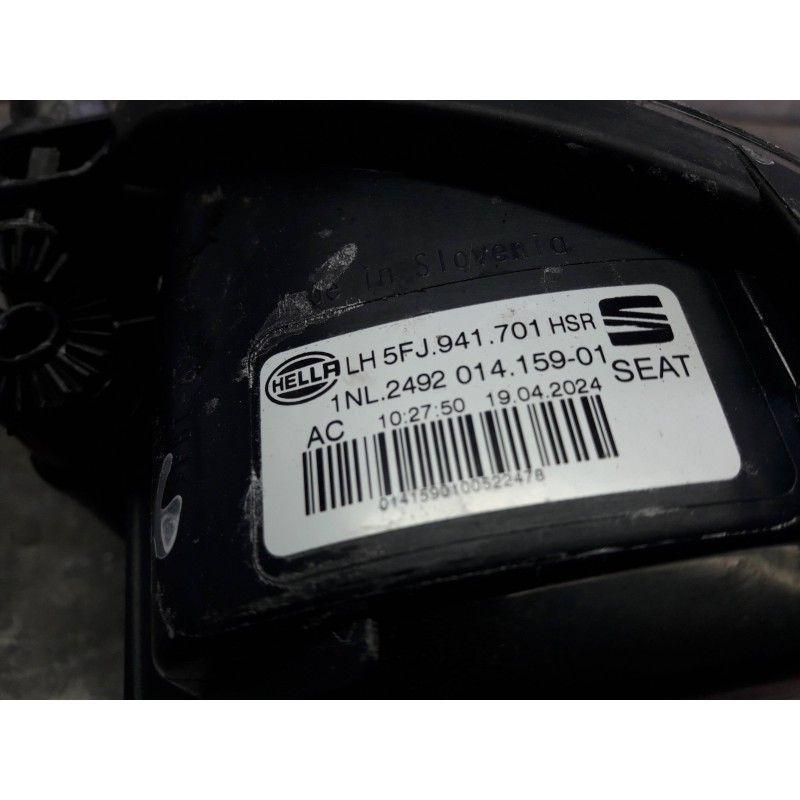 in Slovenia
HELLA LH 5FJ.941.701 HSR
1NL.2492 014.159-01 SEAT
AC 10:27:50 19.04.2024
0141590100522478